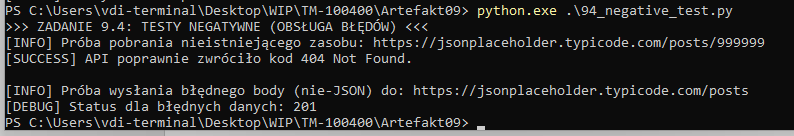 PS C:\Users\vdi-terminal\Desktop\WIP\TM-100400\Artefakt09> python.exe .\94_negative_test.py
>>> ZADANIE 9.4: TESTY NEGATYWNE (OBSŁUGA BŁĘDÓW) <<<
[INFO] Próba pobrania nieistniejącego zasobu: https://jsonplaceholder.typicode.com/posts/999999
[SUCCESS] API poprawnie zwróciło kod 404 Not Found.

[INFO] Próba wysłania błędnego body (nie-JSON) do: https://jsonplaceholder.typicode.com/posts
[DEBUG] Status dla błędnych danych: 201
PS C:\Users\vdi-terminal\Desktop\WIP\TM-100400\Artefakt09>